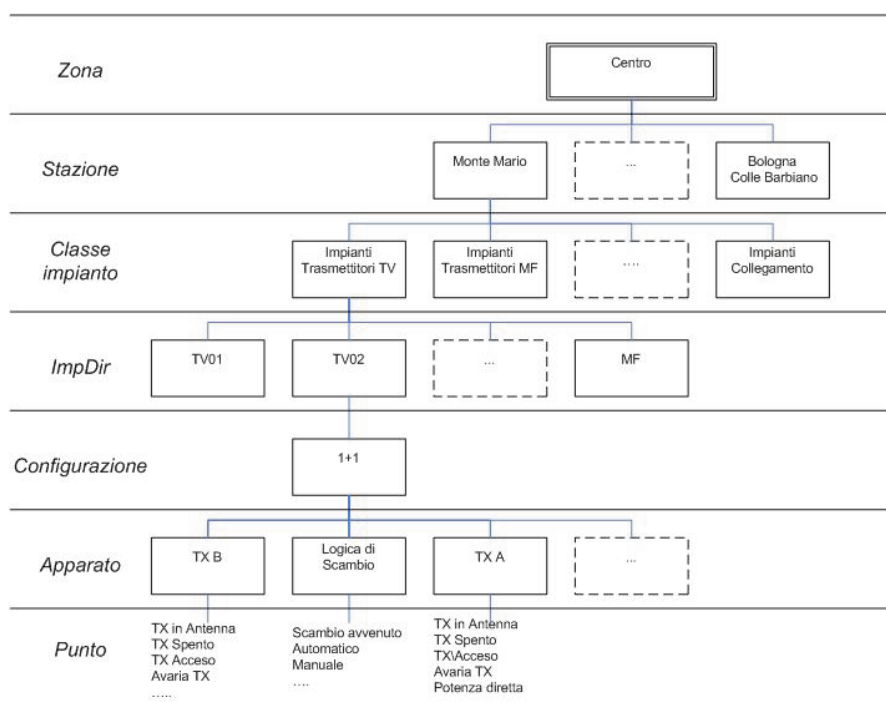 Zona
Centro
Stazione
Monte Mario
...
Bologna
Colle Barbiano
Classe
impianto
Impianti
Trasmettitori TV
Impianti
Trasmettitori MF
....
Impianti
Collegamento
ImpDir
TV01
TV02
...
MF
Configurazione
1+1
Apparato
TX B
Logica di
Scambio
TX A
...
Punto
TX in Antenna
TX Spento
TX Acceso
Avaria TX
.....
Scambio avvenuto
Automatico
Manuale
....
TX in Antenna
TX Spento
TX\Acceso
Avaria TX
Potenza diretta